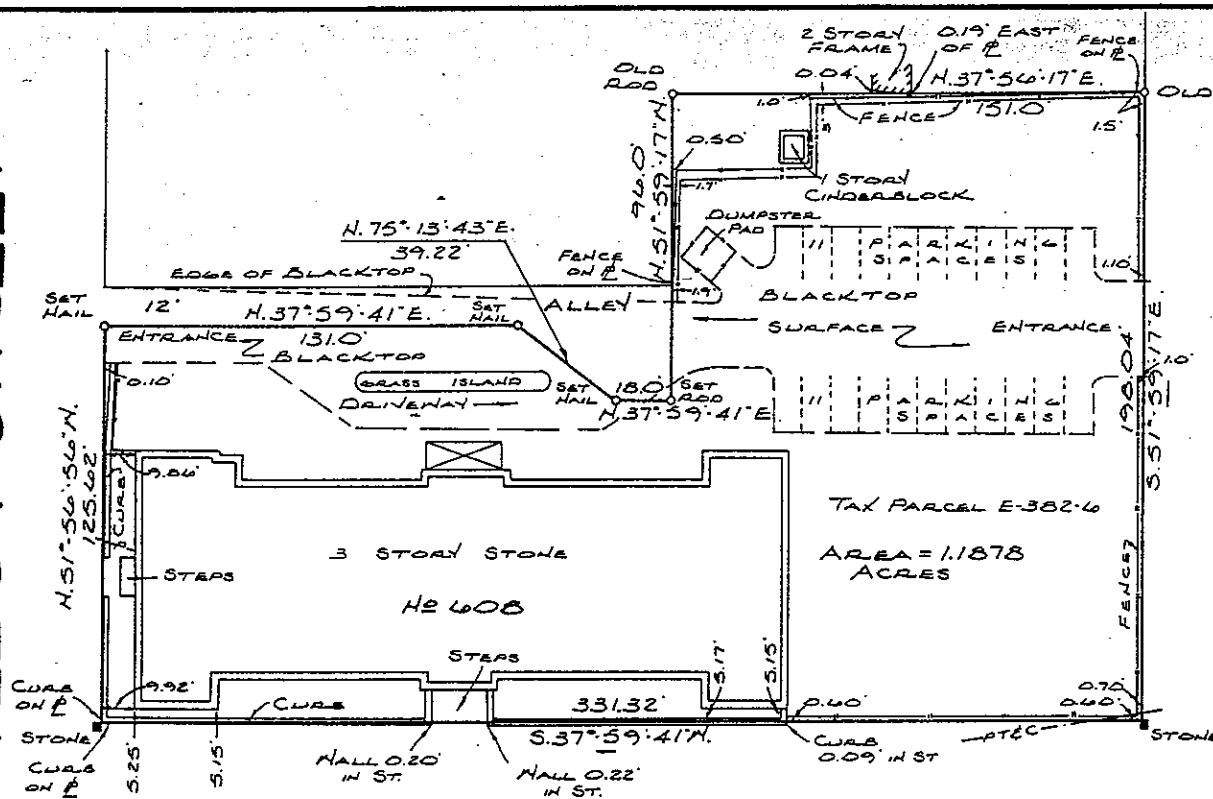 2 STORY FRAME
0.19' EAST OF ⅊
FENCE ON ⅊
OLD ROD
0.04'
N.37°-56'-17"E.
OLD
1.0'
FENCE
151.0'
1.5'
0.50'
N.51°-59'-17"W
96.0'
1 STORY CINDERBLOCK
1.7'
DUMPSTER PAD
N.75°-13'-43"E.
39.22'
FENCE ON ⅊
11 PARKING SPACES
1.10'
EDGE OF BLACKTOP
1.9'
BLACKTOP
SET NAIL
12'
N.37°-59'-41"E.
SET NAIL
ALLEY
SURFACE
ENTRANCE
ENTRANCE
131.0'
BLACKTOP
0.10'
GRASS ISLAND
SET NAIL
18.0'
SET ROD
1.0'
DRIVEWAY
N.37°-59'-41"E
11 PARKING SPACES
198.04'
S.51°-59'-17"E
N.51°-56'-56"W.
125.62'
9.86'
CURB
TAX PARCEL E-382-6
3 STORY STONE
AREA = 1.1878 ACRES
STEPS
Nº 608
FENCE
STEPS
5.17'
5.15'
CURB ON ⅊
9.92'
CURB
331.32'
0.60'
0.70'
0.60'
STONE
S.37°-59'-41"W.
PT&C
STONE
CURB ON ⅊
5.25'
5.15'
WALL 0.20' IN ST.
WALL 0.22' IN ST.
CURB 0.09' IN ST